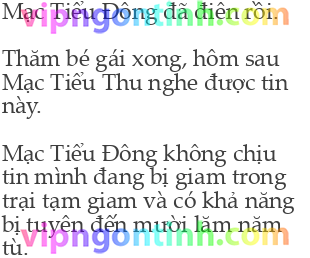 Mạc Tiểu Đông đã điên rồi.
vipngontinh.com
Thăm bé gái xong, hôm sau
Mạc Tiểu Thu nghe được tin
này.
Mạc Tiểu Đông không chịu
tin mình đang bị giam trong
trại tạm giam và có khả năng
bị tuyên đến mười lăm năm
tù.
vipngontinh.com